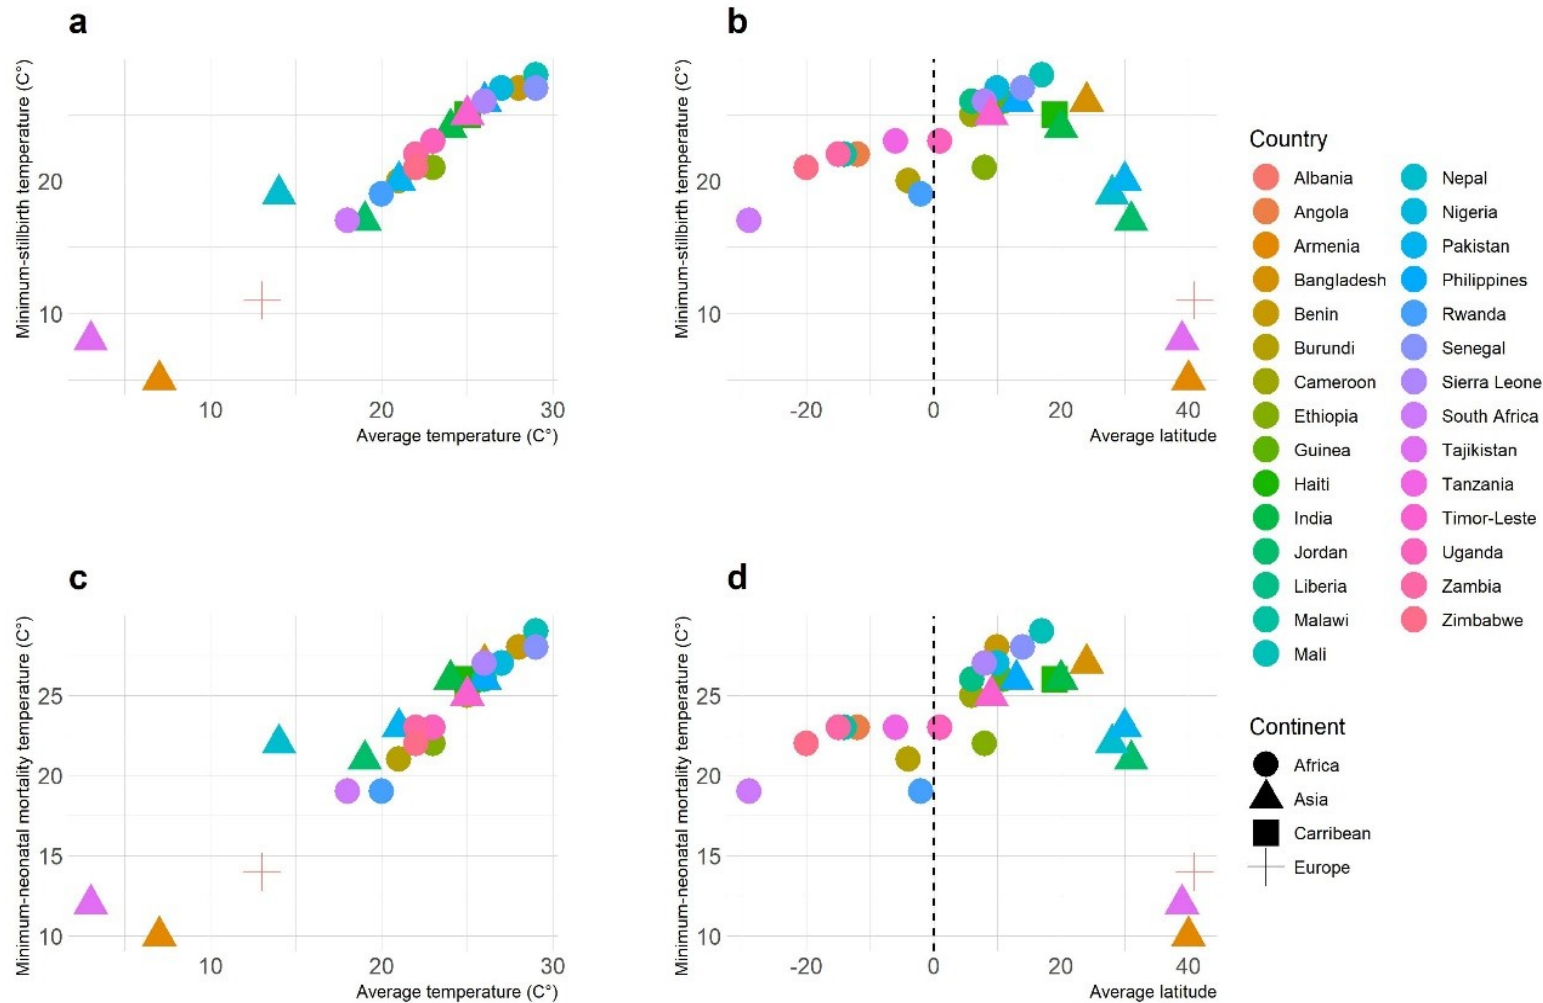 a
Minimum-stillbirth temperature (C°)
20
10
10 20 30
Average temperature (C°)
b
Minimum-stillbirth temperature (C°)
20
10
-20 0 20 40
Average latitude
c
Minimum-neonatal mortality temperature (C°)
25
20
15
10
10 20 30
Average temperature (C°)
d
Minimum-neonatal mortality temperature (C°)
25
20
15
10
-20 0 20 40
Average latitude
Country
Albania
Angola
Armenia
Bangladesh
Benin
Burundi
Cameroon
Ethiopia
Guinea
Haiti
India
Jordan
Liberia
Malawi
Mali
Nepal
Nigeria
Pakistan
Philippines
Rwanda
Senegal
Sierra Leone
South Africa
Tajikistan
Tanzania
Timor-Leste
Uganda
Zambia
Zimbabwe
Continent
Africa
Asia
Carribean
Europe